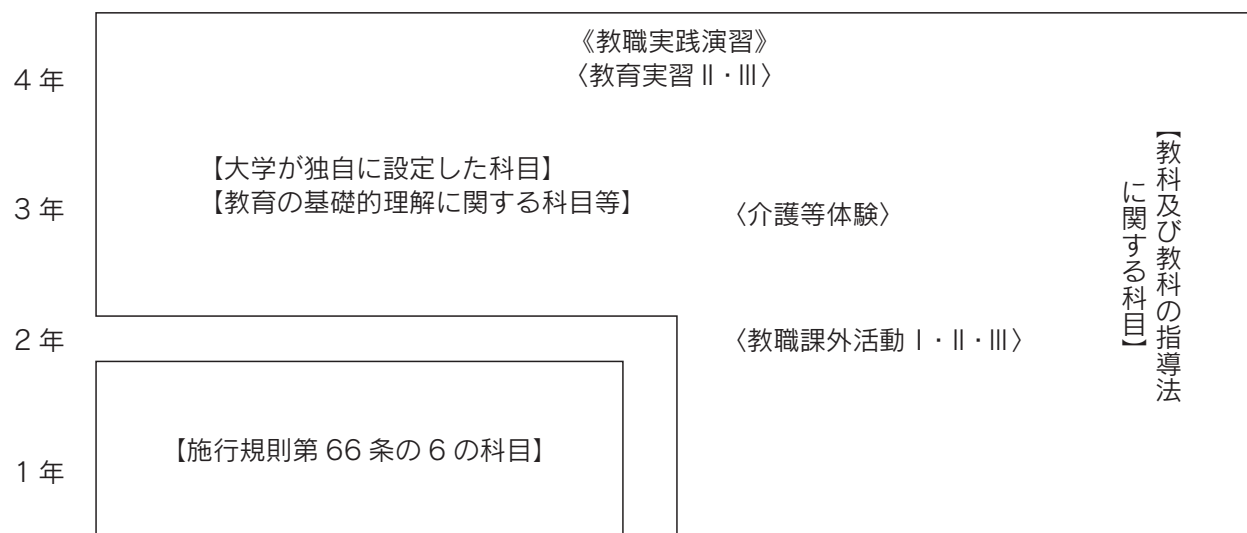 《教職実践演習》
4年
〈教育実習Ⅱ・Ⅲ〉
【大学が独自に設定した科目】
3年
【教育の基礎的理解に関する科目等】
〈介護等体験〉
【教科及び教科の指導法
に関する科目】
2年
〈教職課外活動Ⅰ・Ⅱ・Ⅲ〉
【施行規則第66条の6の科目】
1年